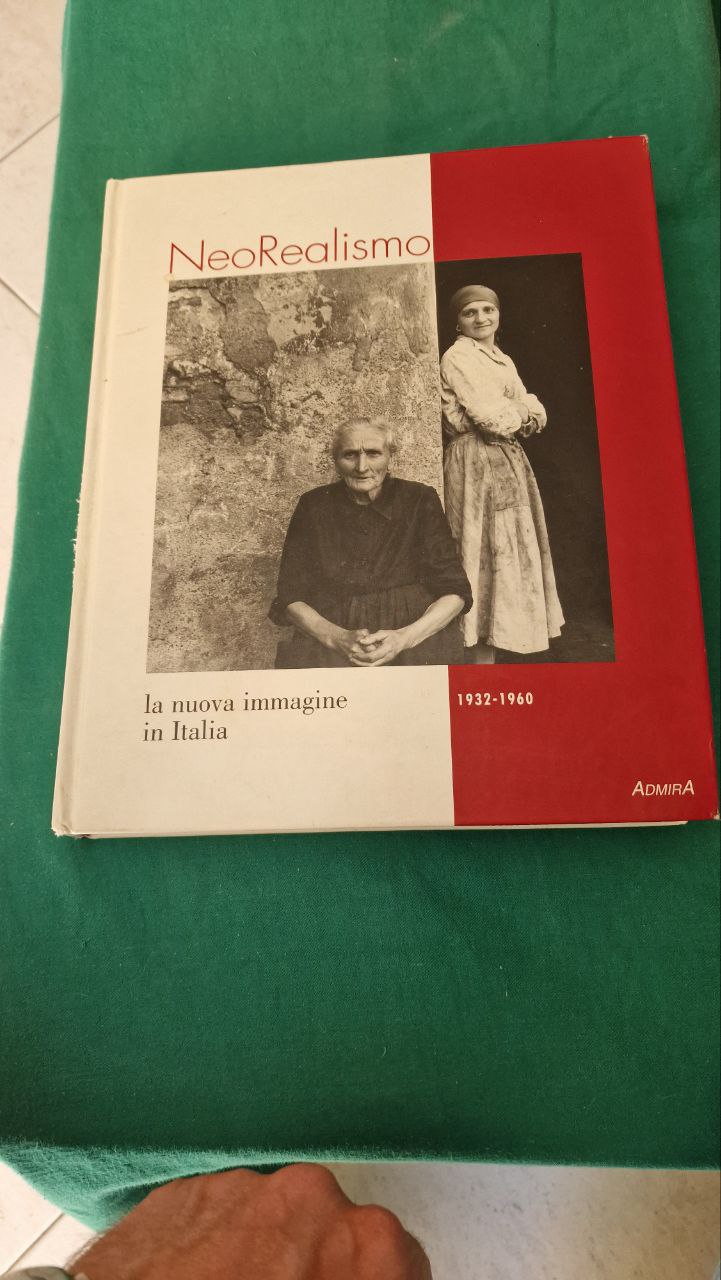 NeoRealismo
la nuova immagine
in Italia
1932-1960
ADMIRA